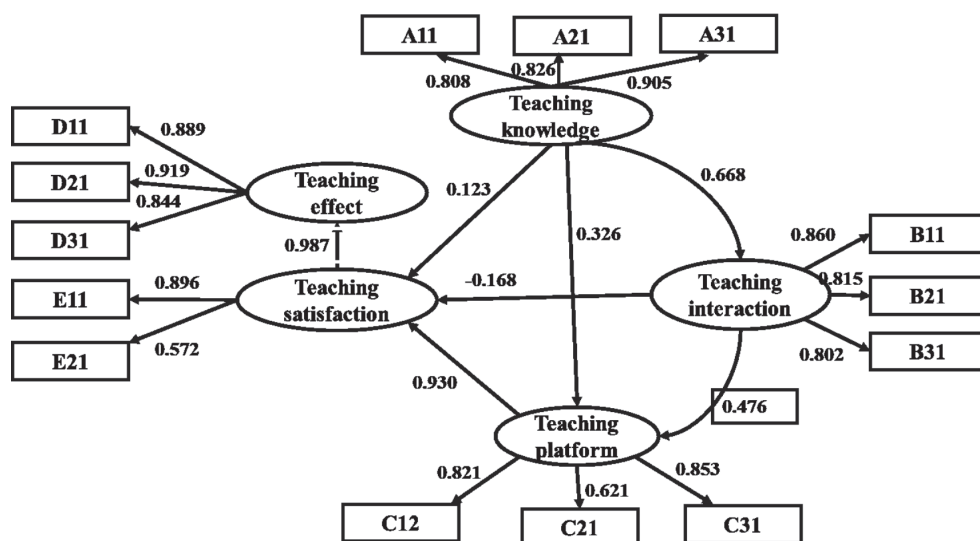 A11
A21
A31
0.808
0.826
0.905
Teaching
knowledge
D11
0.889
D21
0.919
Teaching
effect
0.844
D31
0.123
0.668
0.326
0.987
B11
0.860
E11
0.896
Teaching
satisfaction
–0.168
Teaching
interaction
0.815
B21
E21
0.572
0.802
B31
0.930
0.476
Teaching
platform
0.821
0.621
0.853
C12
C21
C31